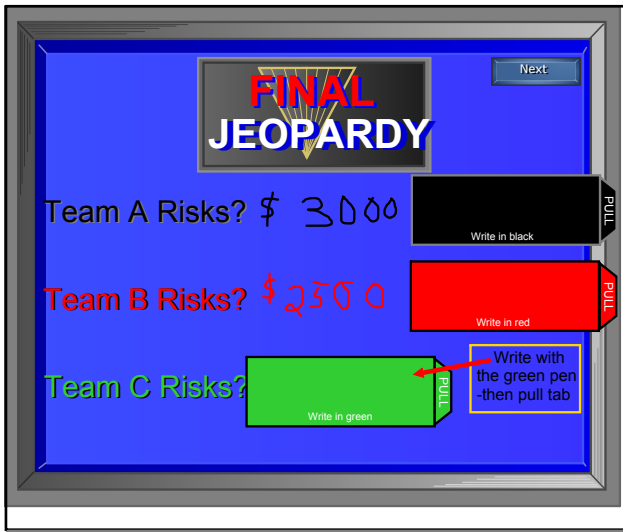 Next
FINAL
JEOPARDY
Team A Risks? $ 3000
Write in black
PULL
Team B Risks? $2500
Write in red
PULL
Team C Risks?
Write in green
PULL
Write with
the green pen
-then pull tab